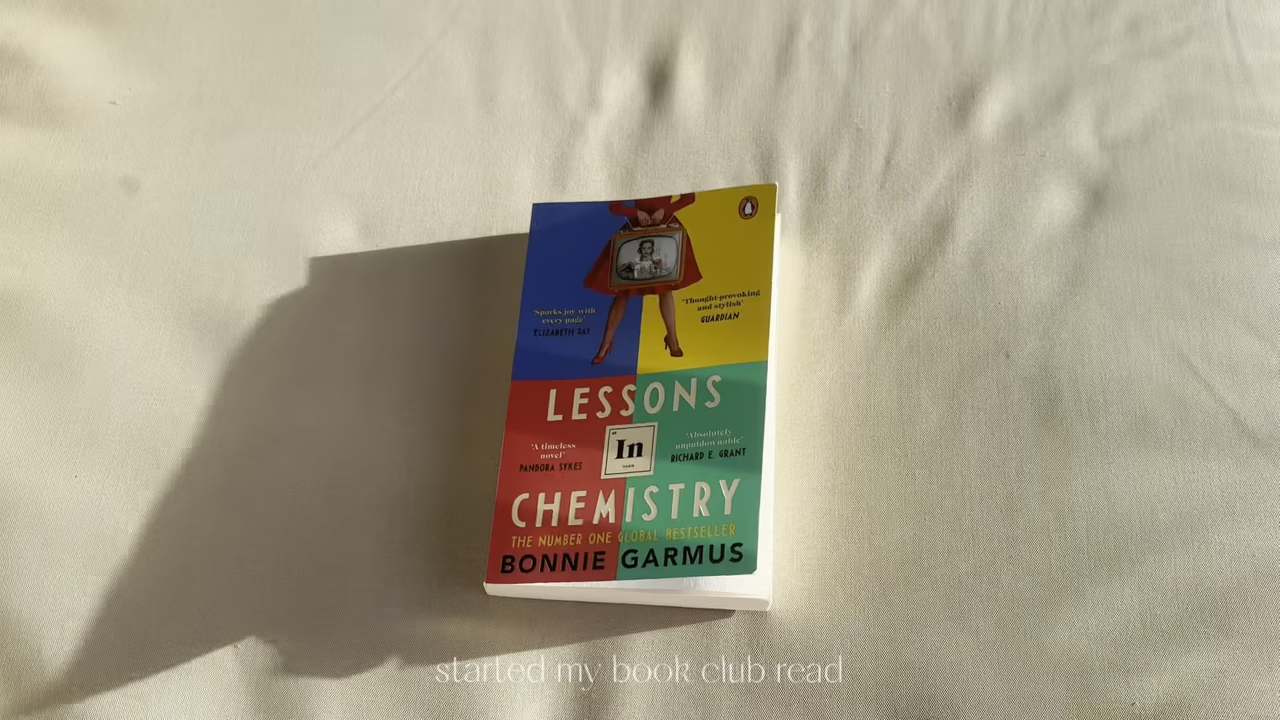 'Sparks joy with
every page'
ELIZABETH DAY
'Thought-provoking
and stylish'
GUARDIAN
LESSONS
'A timeless
novel'
PANDORA SYKES
In
'Absolutely
unputdownable'
RICHARD E. GRANT
CHEMISTRY
THE NUMBER ONE GLOBAL BESTSELLER
BONNIE GARMUS
started my book club read